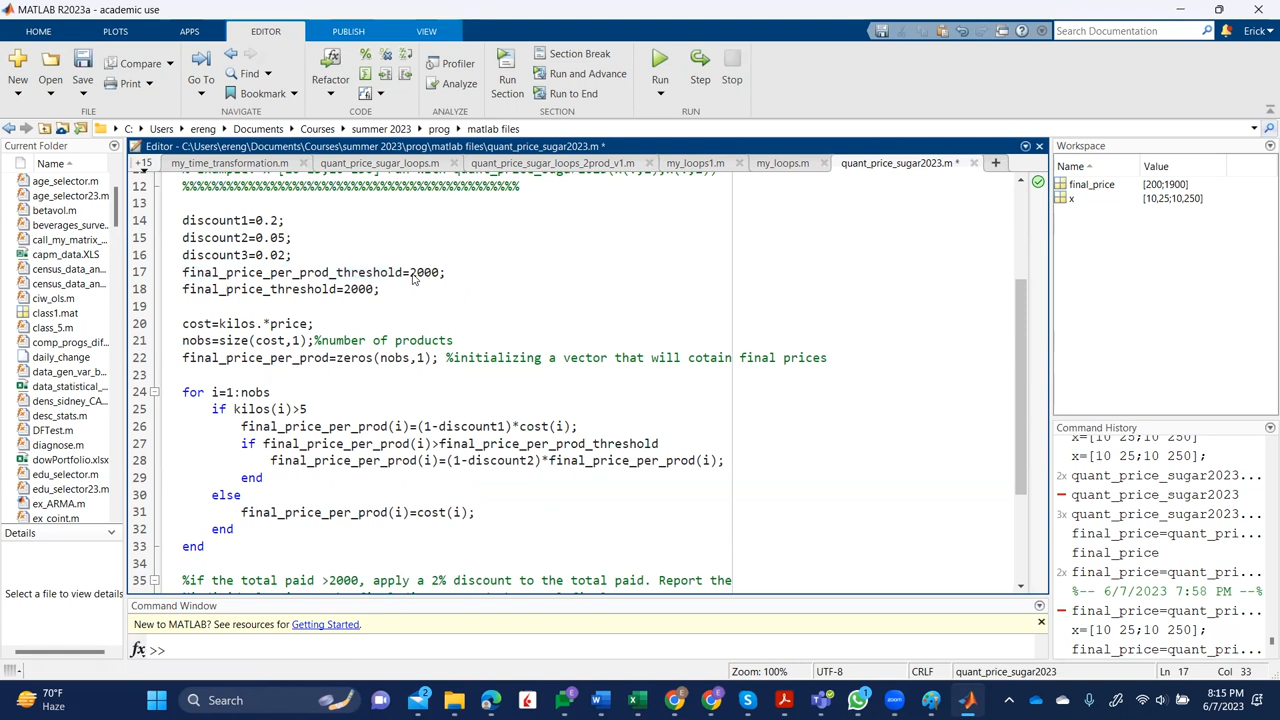 MATLAB R2023a - academic use
HOME PLOTS APPS EDITOR PUBLISH VIEW
Search Documentation
Erick
New Open Save
Compare
Print
Go To
Find
Bookmark
Refactor
Profiler
Analyze
Run Section
Section Break
Run and Advance
Run to End
Run Step Stop
FILE NAVIGATE CODE ANALYZE SECTION RUN
C: Users ereng Documents Courses summer 2023 prog matlab files
Current Folder
Name
age_selector.m
age_selector23.m
betavol.m
beverages_surve...
call_my_matrix_...
capm_data.XLS
census_data_an...
census_data_an...
ciw_ols.m
class1.mat
class_5.m
comp_progs_dif...
daily_change
data_gen_var_b...
data_statistical_...
dens_sidney_CA...
desc_stats.m
DFTest.m
diagnose.m
dowPortfolio.xlsx
edu_selector.m
edu_selector23.m
ex_ARMA.m
ex_coint.m
Details
Select a file to view details
Editor - C:\Users\ereng\Documents\Courses\summer 2023\prog\matlab files\quant_price_sugar2023.m *
+15 my_time_transformation.m quant_price_sugar_loops.m quant_price_sugar_loops_2prod_v1.m my_loops1.m my_loops.m quant_price_sugar2023.m *
12 %%%%%%%%%%%%%%%%%%%%%%%%%%%%%%%%%%%%%%%%%%
13
14 discount1=0.2;
15 discount2=0.05;
16 discount3=0.02;
17 final_price_per_prod_threshold=2000;
18 final_price_threshold=2000;
19
20 cost=kilos.*price;
21 nobs=size(cost,1);%number of products
22 final_price_per_prod=zeros(nobs,1); %initializing a vector that will cotain final prices
23
24 for i=1:nobs
25 if kilos(i)>5
26 final_price_per_prod(i)=(1-discount1)*cost(i);
27 if final_price_per_prod(i)>final_price_per_prod_threshold
28 final_price_per_prod(i)=(1-discount2)*final_price_per_prod(i);
29 end
30 else
31 final_price_per_prod(i)=cost(i);
32 end
33 end
34
35 %if the total paid >2000, apply a 2% discount to the total paid. Report the
Command Window
New to MATLAB? See resources for Getting Started.
fx >>
Workspace
Name Value
final_price [200;1900]
x [10,25;10,250]
Command History
x=[10 25;10 250]
x=[10 25;10 250];
2x quant_price_sugar2023...
quant_price_sugar2023
3x quant_price_sugar2023...
final_price=quant_pri...
final_price
2x final_price=quant_pri...
%-- 6/7/2023 7:58 PM --%
final_price=quant_pri...
x=[10 25;10 250];
final_price=quant_pri...
Zoom: 100% UTF-8 CRLF quant_price_sugar2023 Ln 17 Col 33
70°F
Haze
Search
8:15 PM
6/7/2023